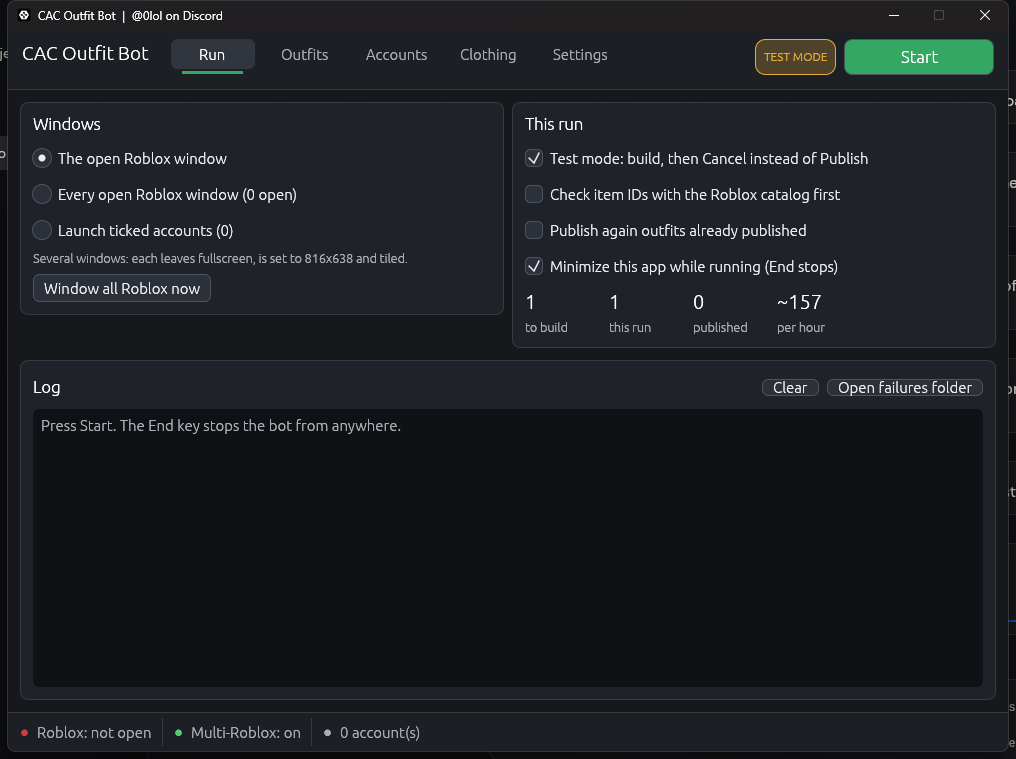 CAC Outfit Bot | @0lol on Discord
CAC Outfit Bot
Run
Outfits
Accounts
Clothing
Settings
TEST MODE
Start
Windows
The open Roblox window
Every open Roblox window (0 open)
Launch ticked accounts (0)
Several windows: each leaves fullscreen, is set to 816x638 and tiled.
Window all Roblox now
This run
Test mode: build, then Cancel instead of Publish
Check item IDs with the Roblox catalog first
Publish again outfits already published
Minimize this app while running (End stops)
1
to build
1
this run
0
published
~157
per hour
Log
Clear
Open failures folder
Press Start. The End key stops the bot from anywhere.
Roblox: not open
Multi-Roblox: on
0 account(s)